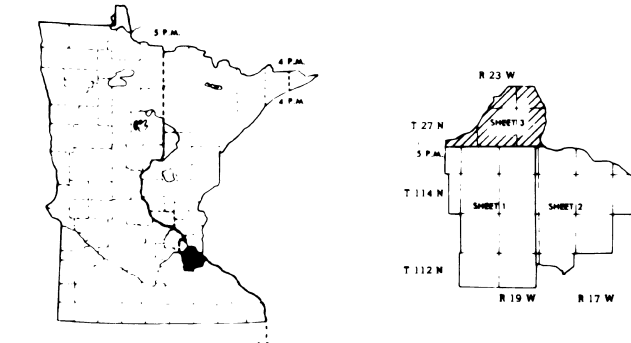 5 P.M.
4 P.M.
4 P.M
R 23 W
T 27 N
SHEET 3
5 P.M.
T 114 N
SHEET 1
SHEET 2
T 112 N
R 19 W
R 17 W